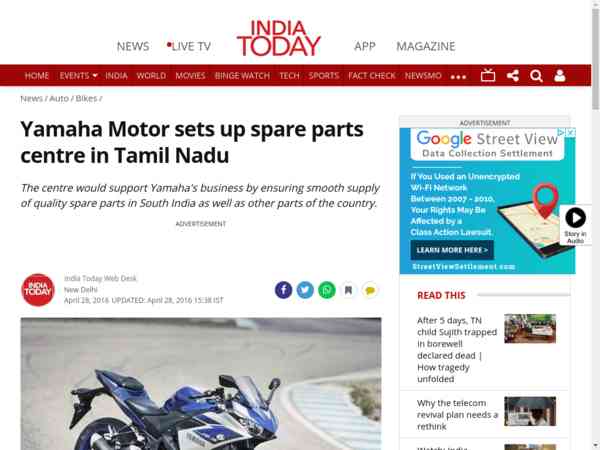 INDIA
TODAY
NEWS
LIVE TV
APP
MAGAZINE
HOME EVENTS INDIA WORLD MOVIES BINGE WATCH TECH SPORTS FACT CHECK NEWSMO
News / Auto / Bikes /
Yamaha Motor sets up spare parts
centre in Tamil Nadu
The centre would support Yamaha's business by ensuring smooth supply
of quality spare parts in South India as well as other parts of the country.
ADVERTISEMENT
INDIA
TODAY
India Today Web Desk
New Delhi
April 28, 2016 UPDATED: April 28, 2016 15:38 IST
YAMAHA
ADVERTISEMENT
Google Street View
Data Collection Settlement
If You Used an Unencrypted
Wi-Fi Network
Between 2007 - 2010,
Your Rights May Be
Affected by a
Class Action Lawsuit.
LEARN MORE HERE >
StreetViewSettlement.com
Story in
Audio
READ THIS
After 5 days, TN
child Sujith trapped
in borewell
declared dead |
How tragedy
unfolded
Why the telecom
revival plan needs a
rethink
Watch: India